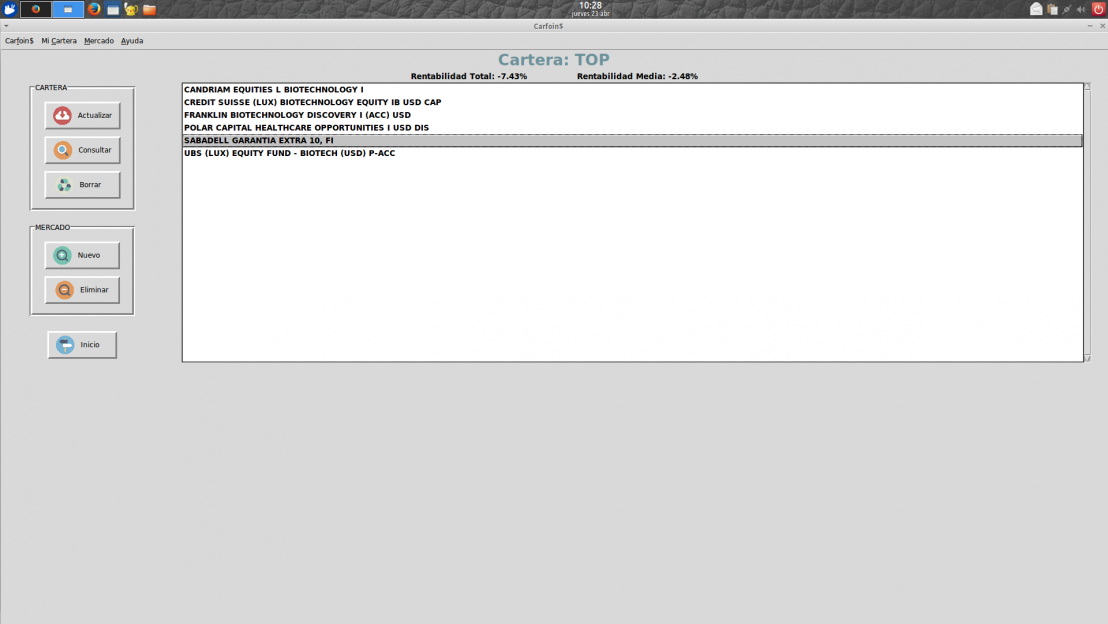 10:28
jueves 23 abr
Carfoin$
Carfoin$ Mi Cartera Mercado Ayuda
Cartera: TOP
Rentabilidad Total: -7.43% Rentabilidad Media: -2.48%
CARTERA
Actualizar
Consultar
Borrar
MERCADO
Nuevo
Eliminar
Inicio
CANDRIAM EQUITIES L BIOTECHNOLOGY I
CREDIT SUISSE (LUX) BIOTECHNOLOGY EQUITY IB USD CAP
FRANKLIN BIOTECHNOLOGY DISCOVERY I (ACC) USD
POLAR CAPITAL HEALTHCARE OPPORTUNITIES I USD DIS
SABADELL GARANTIA EXTRA 10, FI
UBS (LUX) EQUITY FUND - BIOTECH (USD) P-ACC